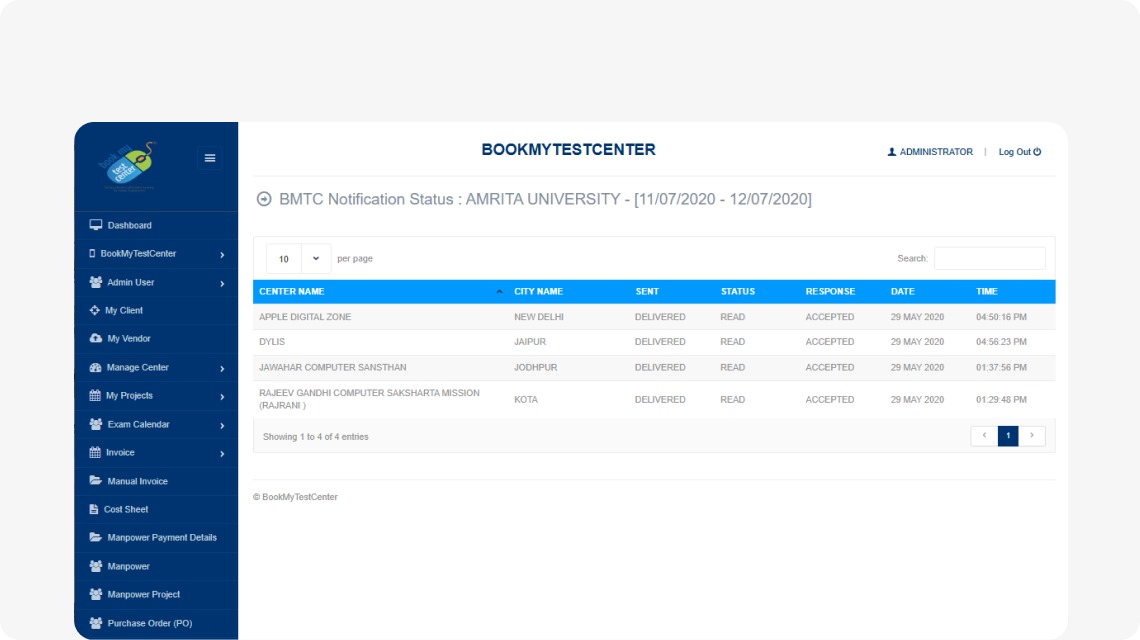 book my
test
center
BOOKMYTESTCENTER
ADMINISTRATOR | Log Out
BMTC Notification Status : AMRITA UNIVERSITY - [11/07/2020 - 12/07/2020]
Dashboard
BookMyTestCenter
Admin User
My Client
My Vendor
Manage Center
My Projects
Exam Calendar
Invoice
Manual Invoice
Cost Sheet
Manpower Payment Details
Manpower
Manpower Project
Purchase Order (PO)
10 per page Search:
CENTER NAME CITY NAME SENT STATUS RESPONSE DATE TIME
APPLE DIGITAL ZONE NEW DELHI DELIVERED READ ACCEPTED 29 MAY 2020 04:50:16 PM
DYLIS JAIPUR DELIVERED READ ACCEPTED 29 MAY 2020 04:56:23 PM
JAWAHAR COMPUTER SANSTHAN JODHPUR DELIVERED READ ACCEPTED 29 MAY 2020 01:37:56 PM
RAJEEV GANDHI COMPUTER SAKSHARTA MISSION
(RAJRANI ) KOTA DELIVERED READ ACCEPTED 29 MAY 2020 01:29:48 PM
Showing 1 to 4 of 4 entries
1
© BookMyTestCenter